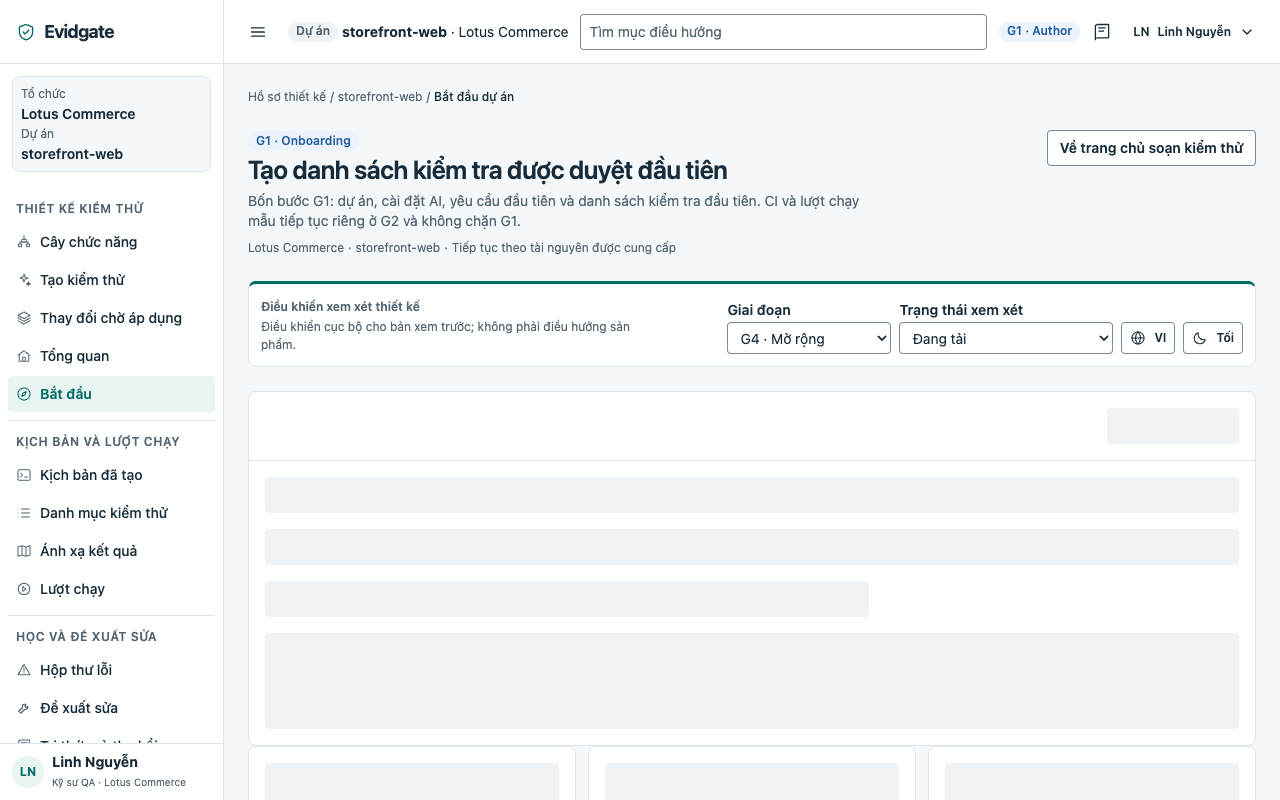 Evidgate
Dự án storefront-web · Lotus Commerce
Tìm mục điều hướng
G1 · Author
LN Linh Nguyễn
Tổ chức
Lotus Commerce
Dự án
storefront-web
THIẾT KẾ KIỂM THỬ
Cây chức năng
Tạo kiểm thử
Thay đổi chờ áp dụng
Tổng quan
Bắt đầu
KỊCH BẢN VÀ LƯỢT CHẠY
Kịch bản đã tạo
Danh mục kiểm thử
Ánh xạ kết quả
Lượt chạy
HỌC VÀ ĐỀ XUẤT SỬA
Hộp thư lỗi
Đề xuất sửa
LN
Linh Nguyễn
Kỹ sư QA · Lotus Commerce
Hồ sơ thiết kế / storefront-web / Bắt đầu dự án
G1 · Onboarding
Tạo danh sách kiểm tra được duyệt đầu tiên
Về trang chủ soạn kiểm thử
Bốn bước G1: dự án, cài đặt AI, yêu cầu đầu tiên và danh sách kiểm tra đầu tiên. CI và lượt chạy
mẫu tiếp tục riêng ở G2 và không chặn G1.
Lotus Commerce · storefront-web · Tiếp tục theo tài nguyên được cung cấp
Điều khiển xem xét thiết kế
Điều khiển cục bộ cho bản xem trước; không phải điều hướng sản
phẩm.
Giai đoạn
G4 · Mở rộng
Trạng thái xem xét
Đang tải
VI
Tối